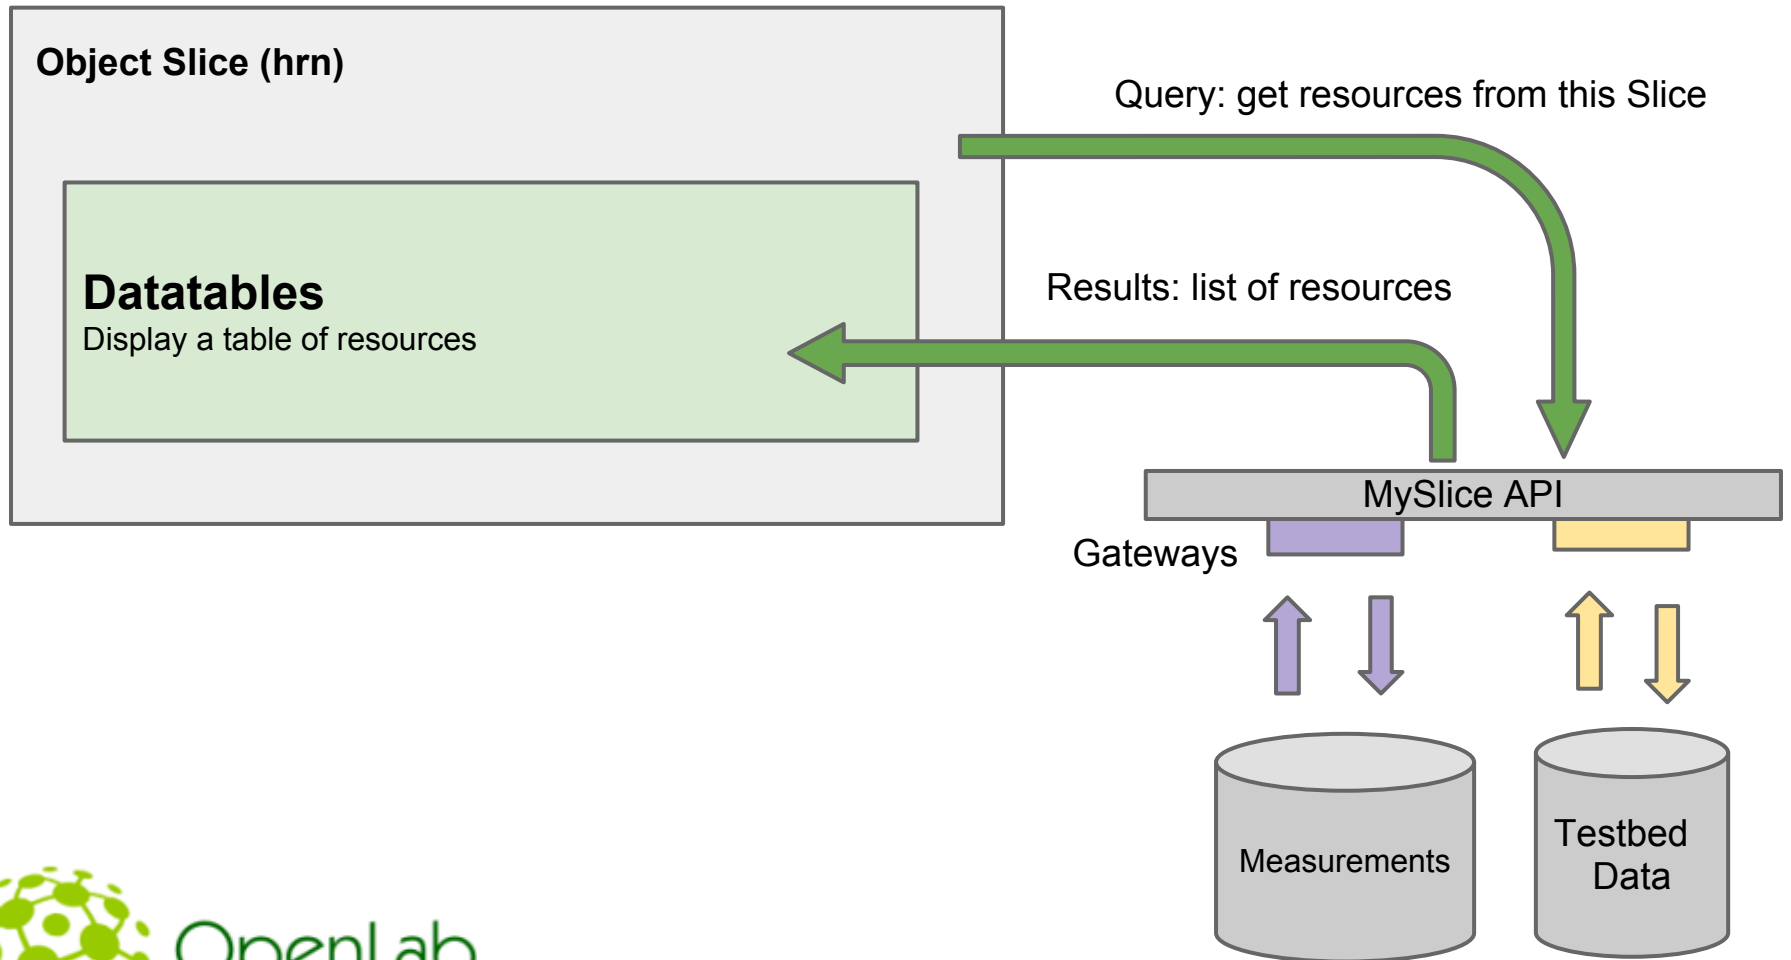 Object Slice (hrn)
Query: get resources from this Slice
Datatables
Display a table of resources
Results: list of resources
MySlice API
Gateways
Measurements
Testbed
Data
OpenLab